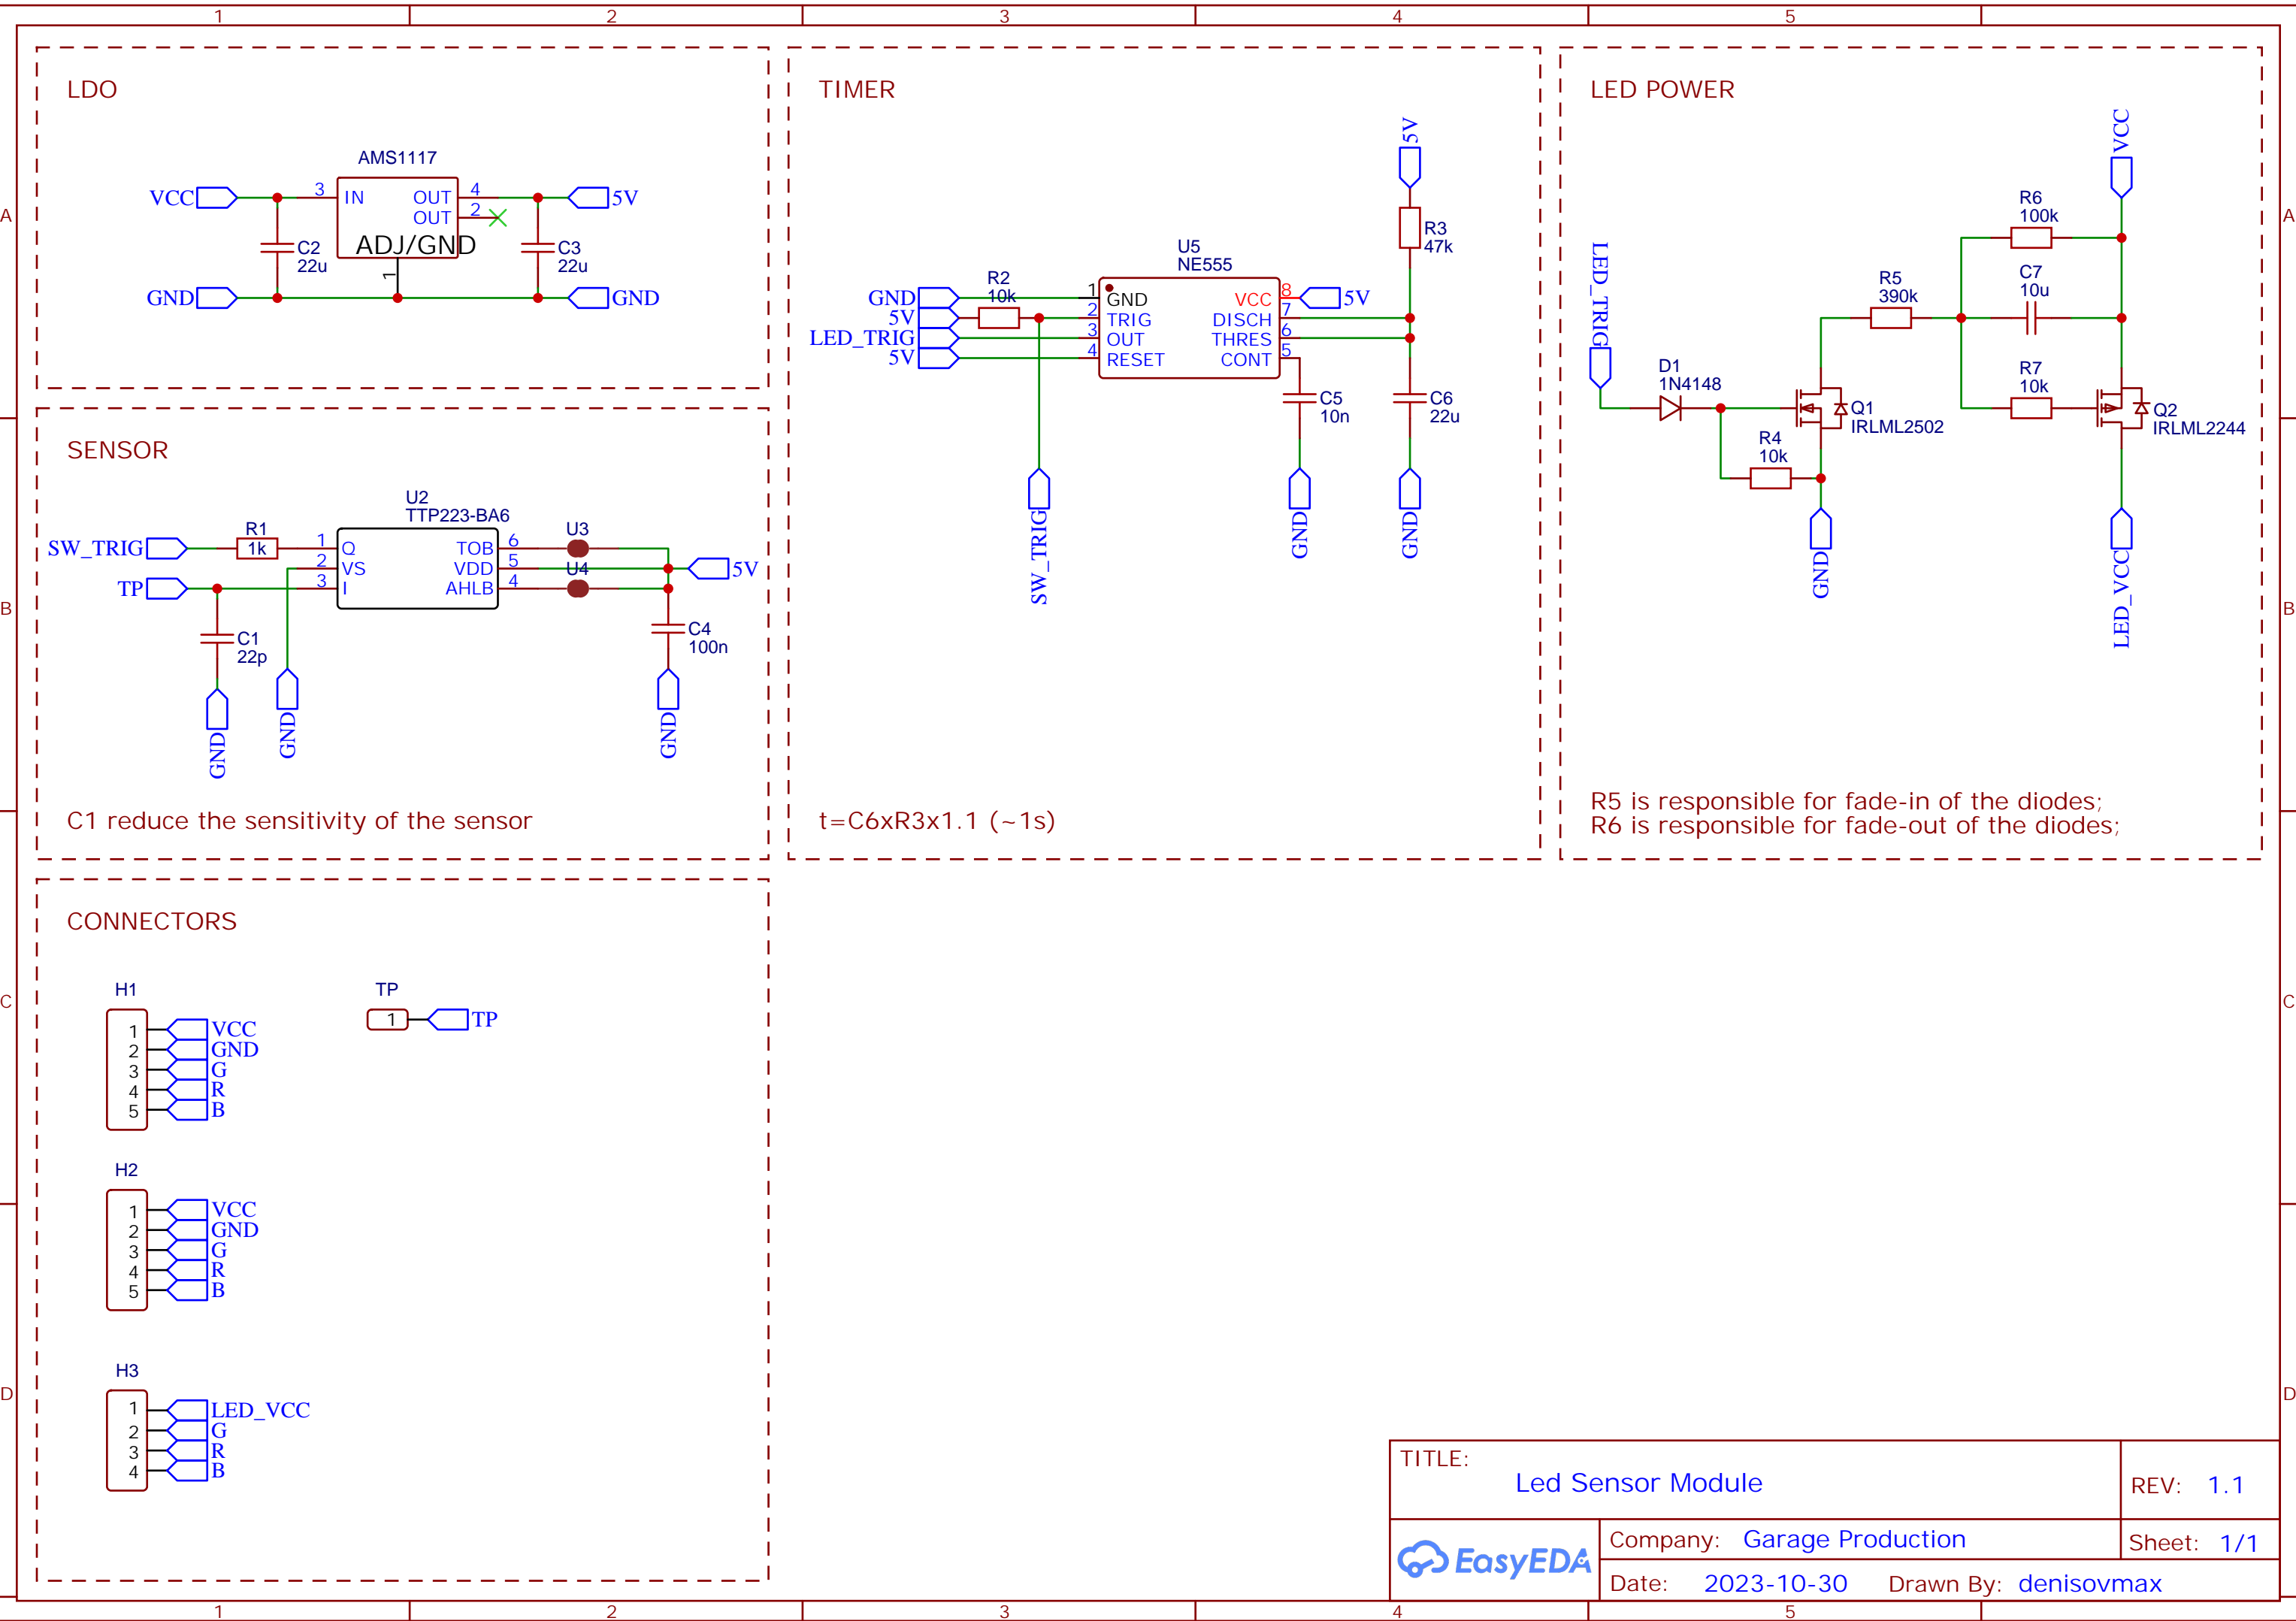 1 2 3 4 5
A A
B B
C C
D D
LDO
AMS1117
VCC 3 IN OUT 4 5V
OUT 2
ADJ/GND
C2
22u
C3
22u
1
GND GND
SENSOR
U2
TTP223-BA6
SW_TRIG R1 1k 1 Q TOB 6 U3
2 VS VDD 5 5V
TP 3 I AHLB 4 U4
C1
22p
C4
100n
GND GND GND
C1 reduce the sensitivity of the sensor
TIMER
5V
R3
47k
U5
NE555
R2
10k
GND 1 GND VCC 8 5V
5V 2 TRIG DISCH 7
LED_TRIG 3 OUT THRES 6
5V 4 RESET CONT 5
C5
10n
C6
22u
SW_TRIG GND GND
t=C6xR3x1.1 (~1s)
LED POWER
VCC
R6
100k
LED_TRIG
R5
390k
C7
10u
D1
1N4148
R7
10k
Q1
IRLML2502
Q2
IRLML2244
R4
10k
GND LED_VCC
R5 is responsible for fade-in of the diodes;
R6 is responsible for fade-out of the diodes;
CONNECTORS
H1
1 VCC
2 GND
3 G
4 R
5 B
TP
1 TP
H2
1 VCC
2 GND
3 G
4 R
5 B
H3
1 LED_VCC
2 G
3 R
4 B
TITLE:
Led Sensor Module
REV: 1.1
EasyEDA
Company: Garage Production
Sheet: 1/1
Date: 2023-10-30 Drawn By: denisovmax
1 2 3 4 5